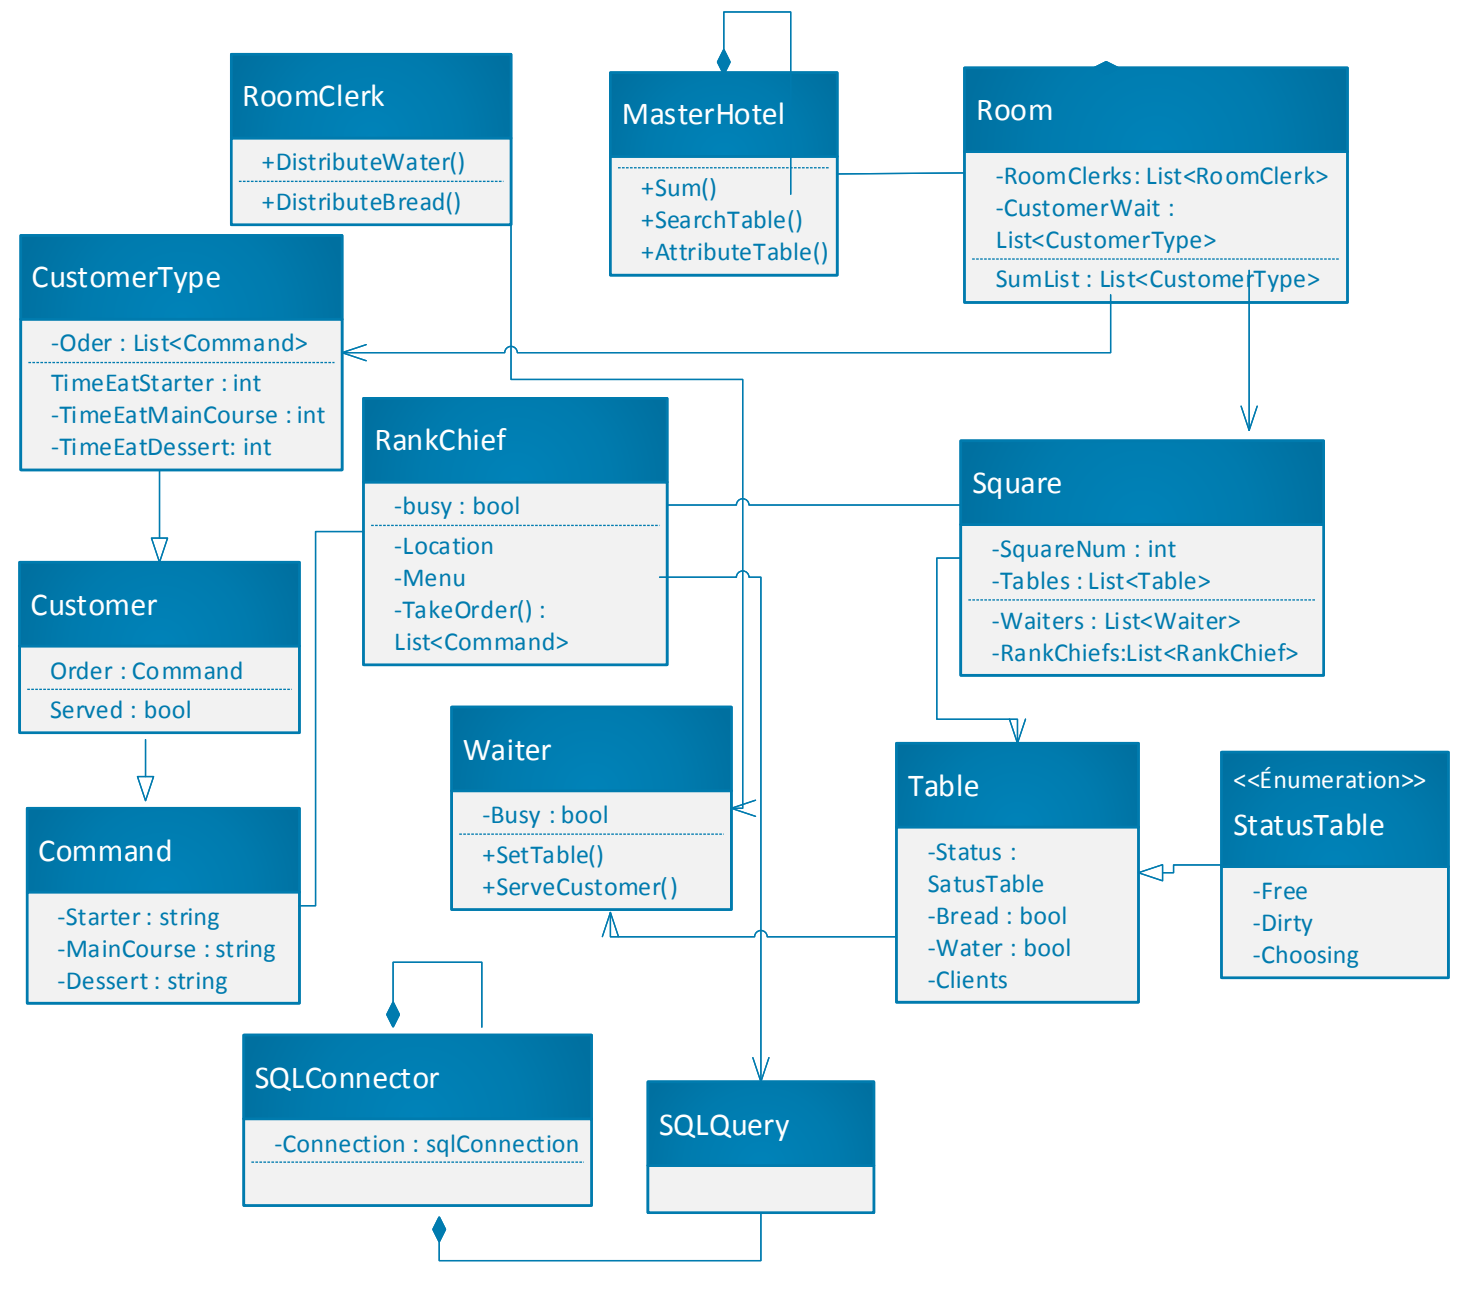 RoomClerk
+DistributeWater()
+DistributeBread()
MasterHotel
+Sum()
+SearchTable()
+AttributeTable()
Room
-RoomClerks: List<RoomClerk>
-CustomerWait :
List<CustomerType>
SumList : List<CustomerType>
CustomerType
-Oder : List<Command>
TimeEatStarter : int
-TimeEatMainCourse : int
-TimeEatDessert: int
RankChief
-busy : bool
-Location
-Menu
-TakeOrder() :
List<Command>
Square
-SquareNum : int
-Tables : List<Table>
-Waiters : List<Waiter>
-RankChiefs:List<RankChief>
Customer
Order : Command
Served : bool
Waiter
-Busy : bool
+SetTable()
+ServeCustomer()
Table
-Status :
SatusTable
-Bread : bool
-Water : bool
-Clients
<<Énumeration>>
StatusTable
-Free
-Dirty
-Choosing
Command
-Starter : string
-MainCourse : string
-Dessert : string
SQLConnector
-Connection : sqlConnection
SQLQuery